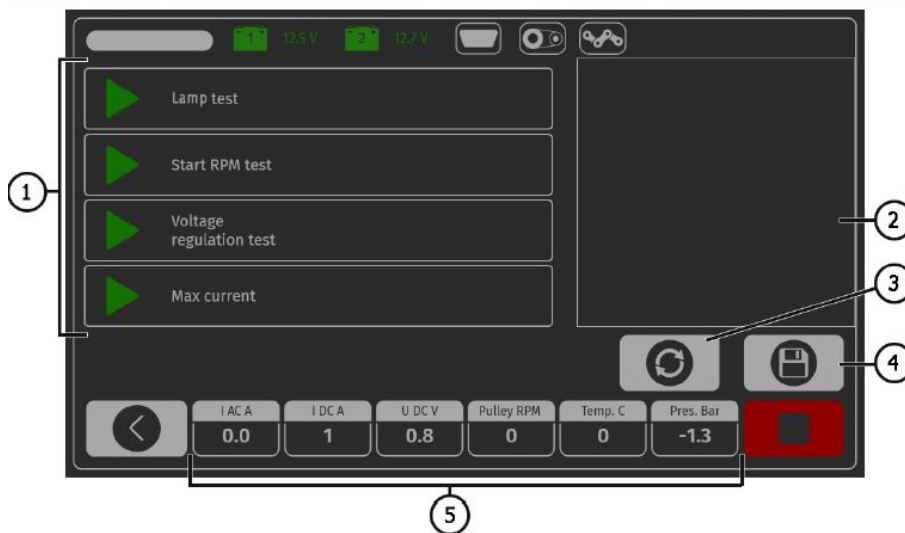 1 12.5 V 2 12.7 V
Lamp test
Start RPM test
Voltage
regulation test
Max current
1
2
3
4
I AC A I DC A U DC V Pulley RPM Temp. C Pres. Bar
0.0 1 0.8 0 0 -1.3
5